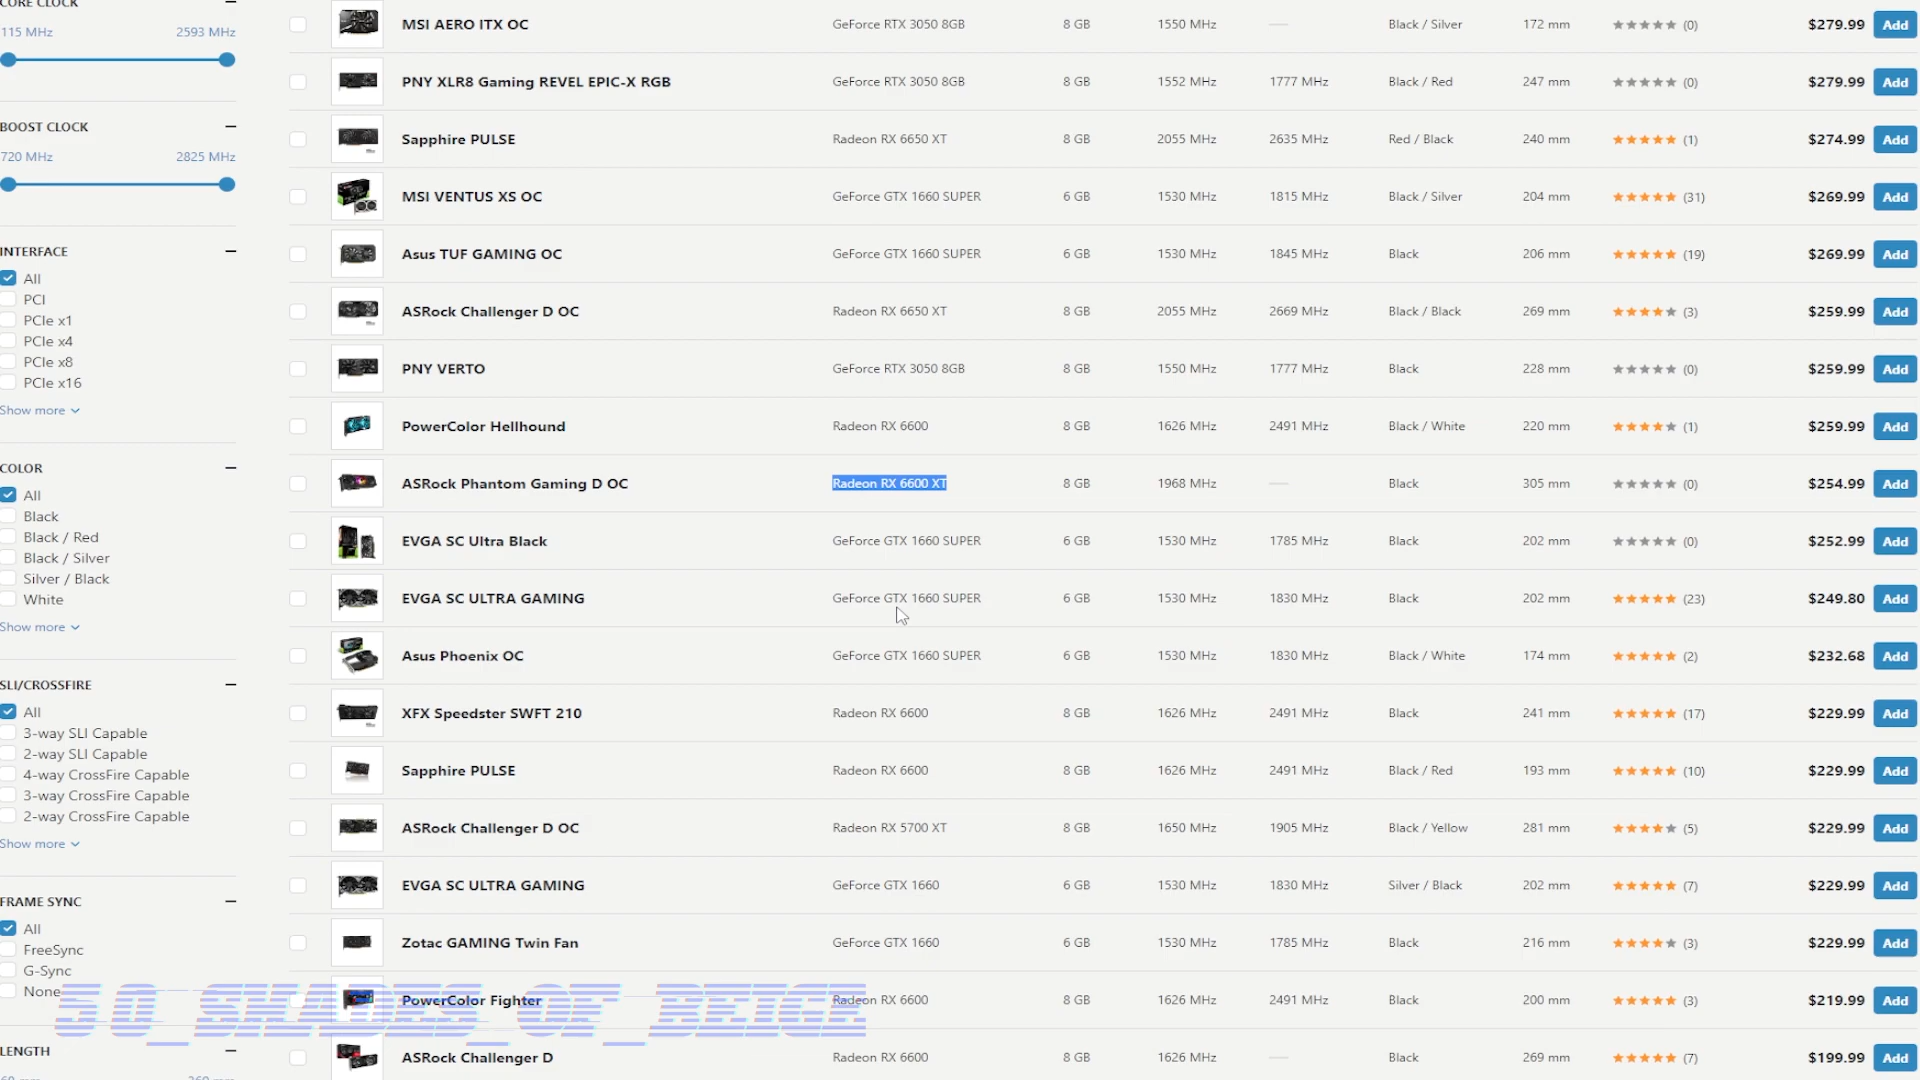 CORE CLOCK
115 MHz 2593 MHz
BOOST CLOCK
720 MHz 2825 MHz
INTERFACE
All
PCI
PCIe x1
PCIe x4
PCIe x8
PCIe x16
Show more
COLOR
All
Black
Black / Red
Black / Silver
Silver / Black
White
Show more
SLI/CROSSFIRE
All
3-way SLI Capable
2-way SLI Capable
4-way CrossFire Capable
3-way CrossFire Capable
2-way CrossFire Capable
Show more
FRAME SYNC
All
FreeSync
G-Sync
None
LENGTH
MSI AERO ITX OC GeForce RTX 3050 8GB 8 GB 1550 MHz Black / Silver 172 mm (0) $279.99 Add
PNY XLR8 Gaming REVEL EPIC-X RGB GeForce RTX 3050 8GB 8 GB 1552 MHz 1777 MHz Black / Red 247 mm (0) $279.99 Add
Sapphire PULSE Radeon RX 6650 XT 8 GB 2055 MHz 2635 MHz Red / Black 240 mm (1) $274.99 Add
MSI VENTUS XS OC GeForce GTX 1660 SUPER 6 GB 1530 MHz 1815 MHz Black / Silver 204 mm (31) $269.99 Add
Asus TUF GAMING OC GeForce GTX 1660 SUPER 6 GB 1530 MHz 1845 MHz Black 206 mm (19) $269.99 Add
ASRock Challenger D OC Radeon RX 6650 XT 8 GB 2055 MHz 2669 MHz Black / Black 269 mm (3) $259.99 Add
PNY VERTO GeForce RTX 3050 8GB 8 GB 1550 MHz 1777 MHz Black 228 mm (0) $259.99 Add
PowerColor Hellhound Radeon RX 6600 8 GB 1626 MHz 2491 MHz Black / White 220 mm (1) $259.99 Add
ASRock Phantom Gaming D OC Radeon RX 6600 XT 8 GB 1968 MHz Black 305 mm (0) $254.99 Add
EVGA SC Ultra Black GeForce GTX 1660 SUPER 6 GB 1530 MHz 1785 MHz Black 202 mm (0) $252.99 Add
EVGA SC ULTRA GAMING GeForce GTX 1660 SUPER 6 GB 1530 MHz 1830 MHz Black 202 mm (23) $249.80 Add
Asus Phoenix OC GeForce GTX 1660 SUPER 6 GB 1530 MHz 1830 MHz Black / White 174 mm (2) $232.68 Add
XFX Speedster SWFT 210 Radeon RX 6600 8 GB 1626 MHz 2491 MHz Black 241 mm (17) $229.99 Add
Sapphire PULSE Radeon RX 6600 8 GB 1626 MHz 2491 MHz Black / Red 193 mm (10) $229.99 Add
ASRock Challenger D OC Radeon RX 5700 XT 8 GB 1650 MHz 1905 MHz Black / Yellow 281 mm (5) $229.99 Add
EVGA SC ULTRA GAMING GeForce GTX 1660 6 GB 1530 MHz 1830 MHz Silver / Black 202 mm (7) $229.99 Add
Zotac GAMING Twin Fan GeForce GTX 1660 6 GB 1530 MHz 1785 MHz Black 216 mm (3) $229.99 Add
PowerColor Fighter Radeon RX 6600 8 GB 1626 MHz 2491 MHz Black 200 mm (3) $219.99 Add
ASRock Challenger D Radeon RX 6600 8 GB 1626 MHz Black 269 mm (7) $199.99 Add
50_SHADES_OF_BEIGE